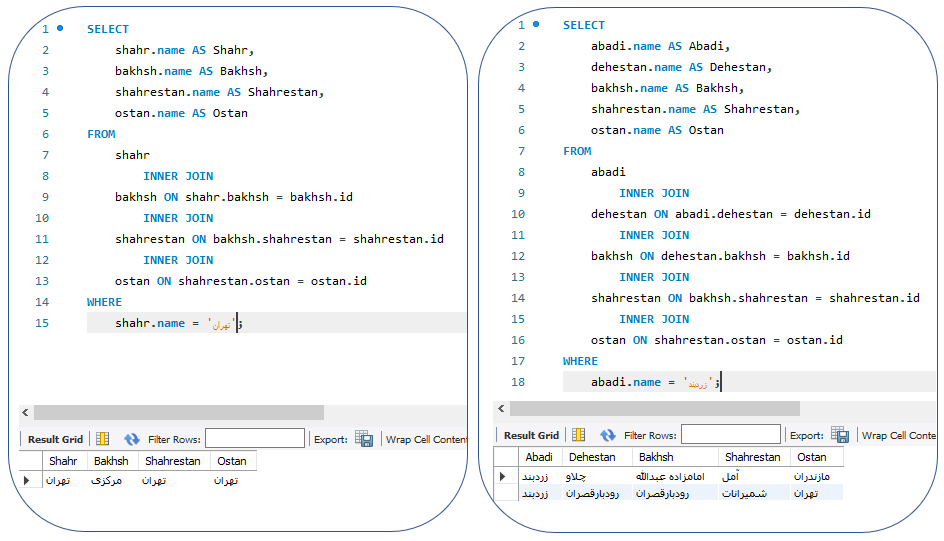 1 SELECT
2 shahr.name AS Shahr,
3 bakhsh.name AS Bakhsh,
4 shahrestan.name AS Shahrestan,
5 ostan.name AS Ostan
6 FROM
7 shahr
8 INNER JOIN
9 bakhsh ON shahr.bakhsh = bakhsh.id
10 INNER JOIN
11 shahrestan ON bakhsh.shahrestan = shahrestan.id
12 INNER JOIN
13 ostan ON shahrestan.ostan = ostan.id
14 WHERE
15 shahr.name = 'تهران';
Result Grid Filter Rows: Export: Wrap Cell Conten
Shahr Bakhsh Shahrestan Ostan
تهران مرکزی تهران تهران
1 SELECT
2 abadi.name AS Abadi,
3 dehestan.name AS Dehestan,
4 bakhsh.name AS Bakhsh,
5 shahrestan.name AS Shahrestan,
6 ostan.name AS Ostan
7 FROM
8 abadi
9 INNER JOIN
10 dehestan ON abadi.dehestan = dehestan.id
11 INNER JOIN
12 bakhsh ON dehestan.bakhsh = bakhsh.id
13 INNER JOIN
14 shahrestan ON bakhsh.shahrestan = shahrestan.id
15 INNER JOIN
16 ostan ON shahrestan.ostan = ostan.id
17 WHERE
18 abadi.name = 'زردبند';
Result Grid Filter Rows: Export: Wrap Cell Conte
Abadi Dehestan Bakhsh Shahrestan Ostan
زردبند چلاو امامزاده عبدالله آمل مازندران
زردبند رودبارقصران رودبارقصران شمیرانات تهران